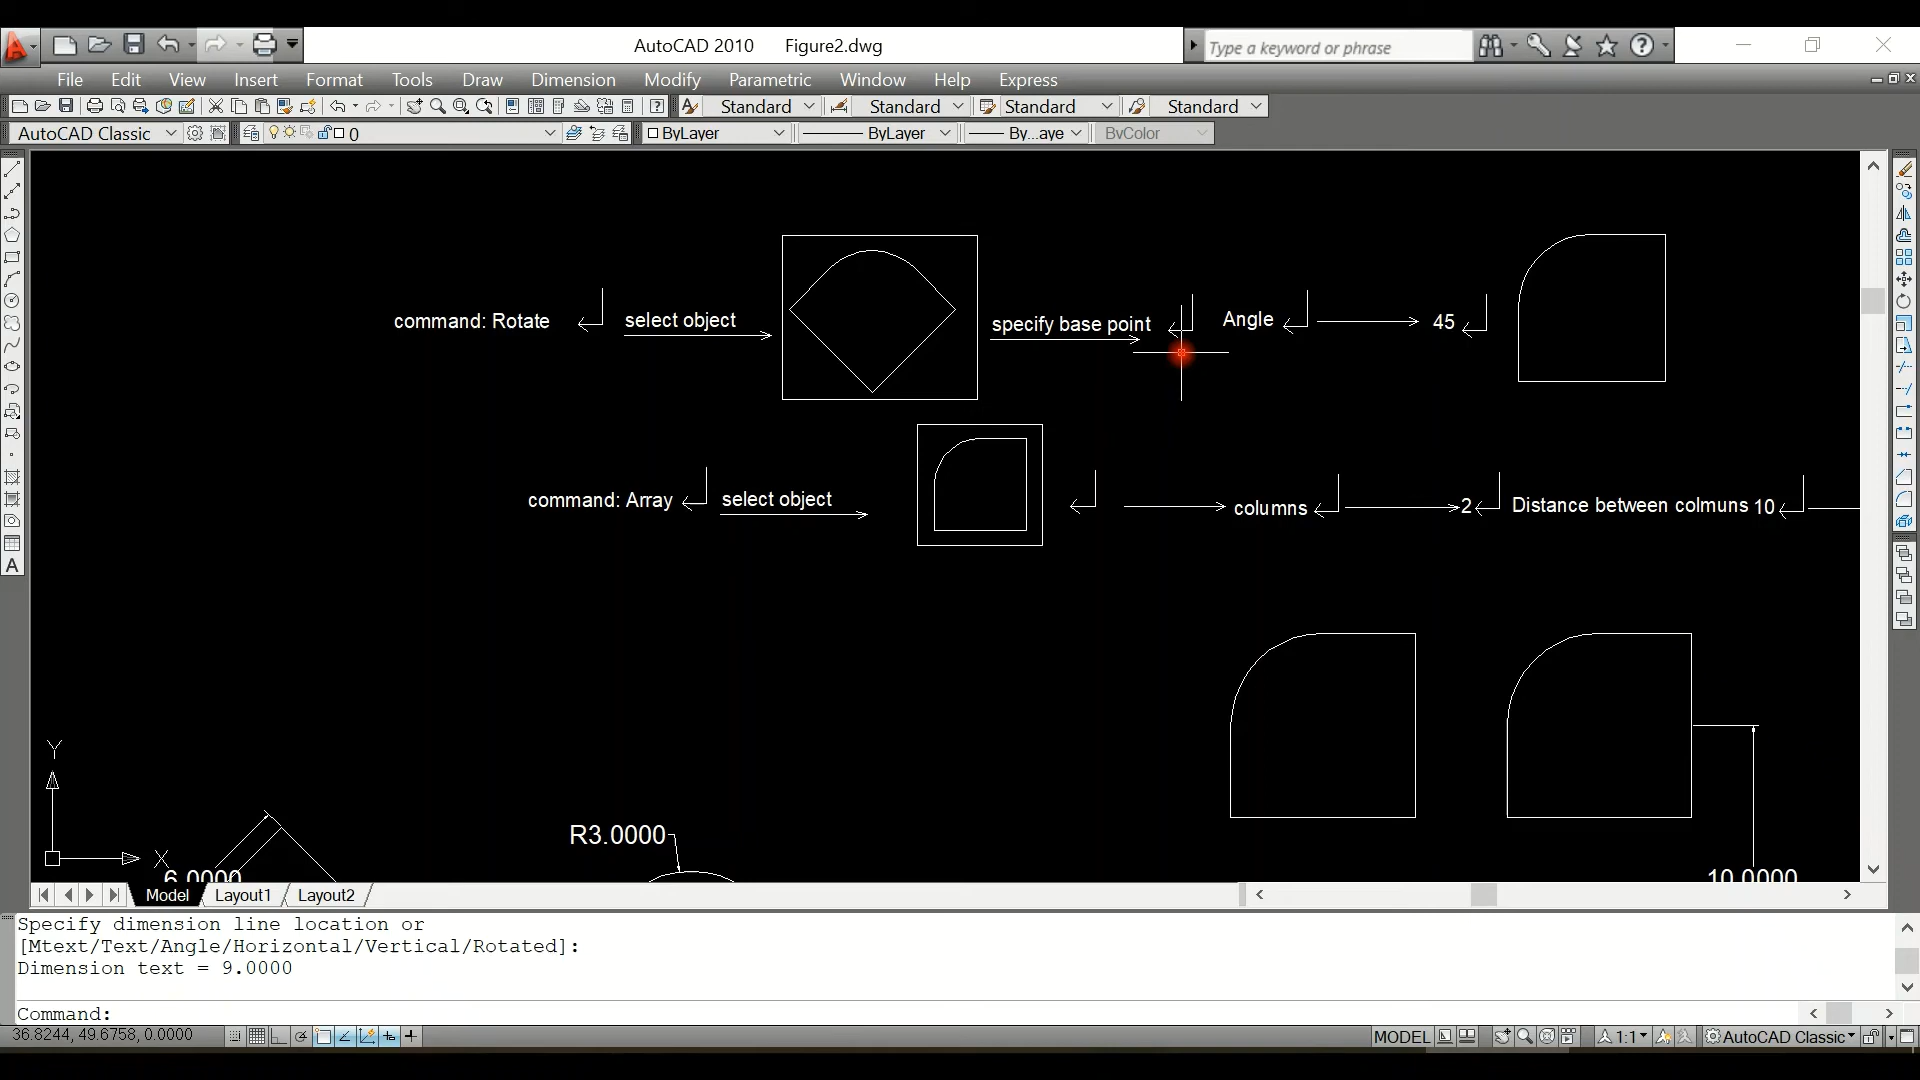 AutoCAD 2010 Figure2.dwg
Type a keyword or phrase
File Edit View Insert Format Tools Draw Dimension Modify Parametric Window Help Express
Standard Standard Standard Standard
AutoCAD Classic 0 ByLayer ByLayer By...aye ByColor
command: Rotate select object specify base point Angle 45
command: Array select object columns 2 Distance between colmuns 10
A
Y
X
R3.0000
6.0000
10.0000
Model Layout1 Layout2
Specify dimension line location or
[Mtext/Text/Angle/Horizontal/Vertical/Rotated]:
Dimension text = 9.0000
Command:
36.8244, 49.6758, 0.0000 MODEL 1:1 AutoCAD Classic